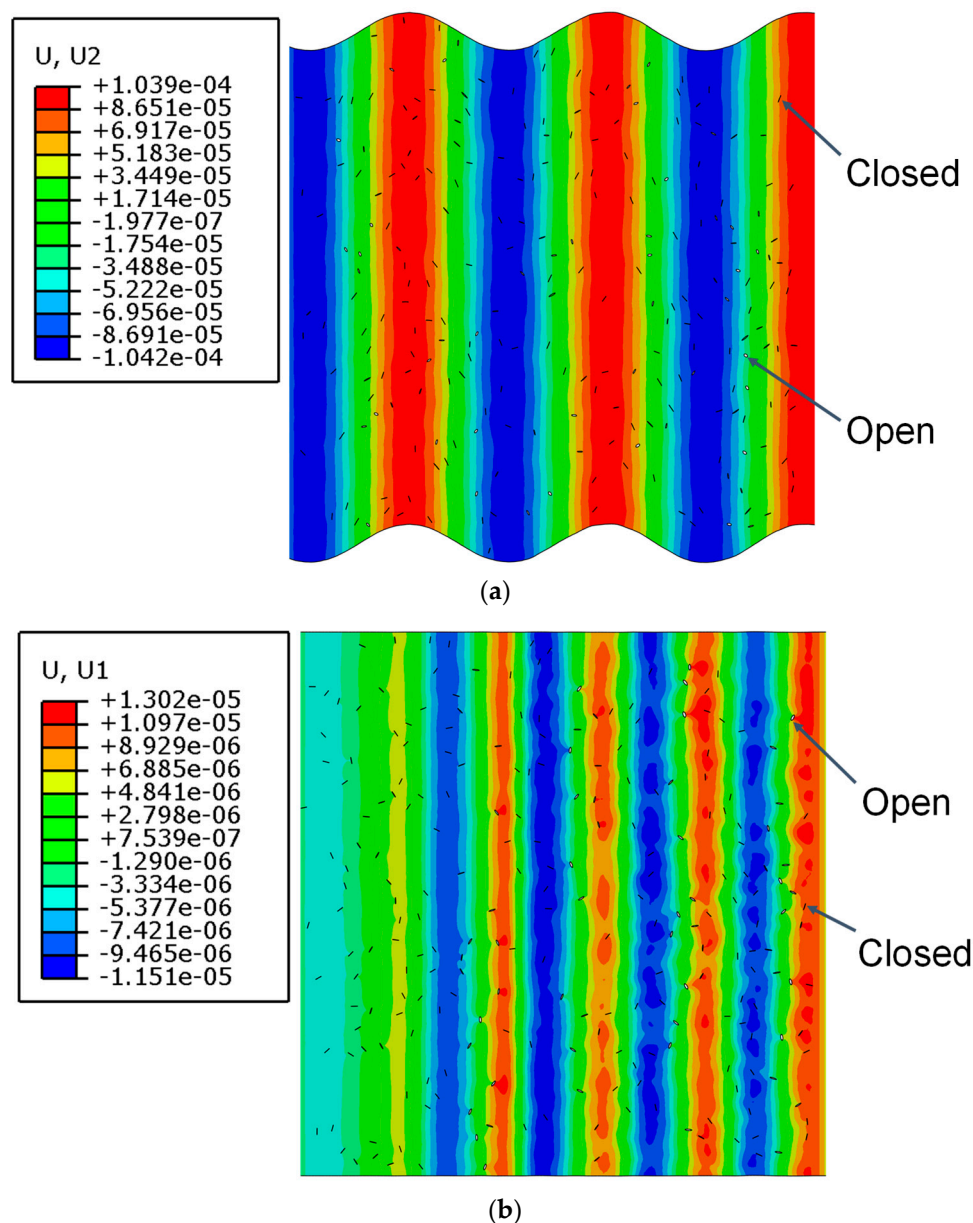 U, U2
+1.039e-04
+8.651e-05
+6.917e-05
+5.183e-05
+3.449e-05
+1.714e-05
-1.977e-07
-1.754e-05
-3.488e-05
-5.222e-05
-6.956e-05
-8.691e-05
-1.042e-04
Closed
Open
(a)
U, U1
+1.302e-05
+1.097e-05
+8.929e-06
+6.885e-06
+4.841e-06
+2.798e-06
+7.539e-07
-1.290e-06
-3.334e-06
-5.377e-06
-7.421e-06
-9.465e-06
-1.151e-05
Open
Closed
(b)